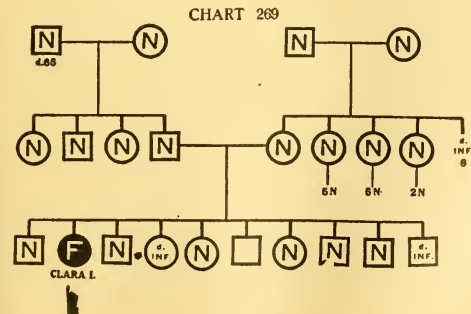 CHART 269
N N N N
d.65
N N N N N N N N d.
INF
8
6N 6N 2N
N F N d.
INF. N N N N d.
INF.
CLARA I.